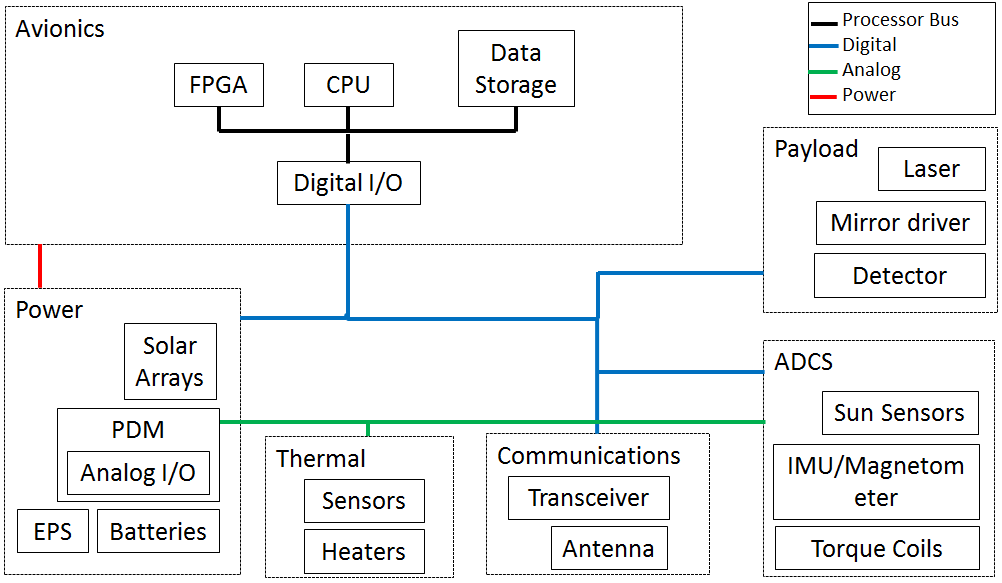 Avionics
FPGA
CPU
Data
Storage
Digital I/O
Processor Bus
Digital
Analog
Power
Payload
Laser
Mirror driver
Detector
Power
Solar
Arrays
PDM
Analog I/O
EPS
Batteries
Thermal
Sensors
Heaters
Communications
Transceiver
Antenna
ADCS
Sun Sensors
IMU/Magnetom
eter
Torque Coils